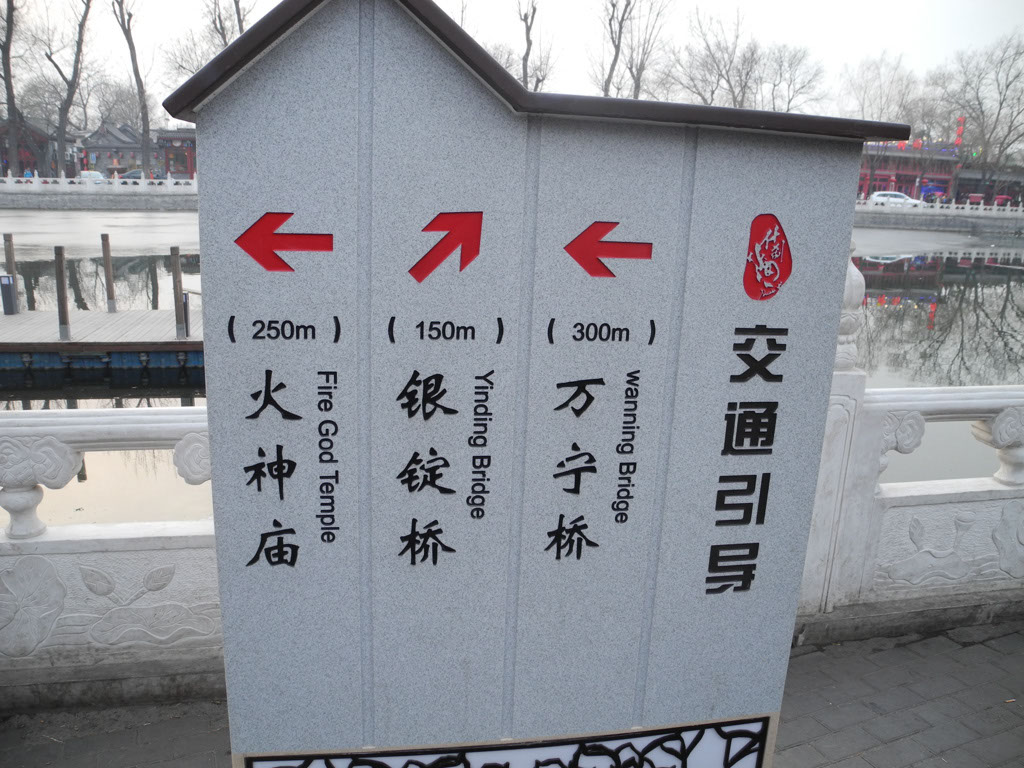 交通引导
(300m)
万宁桥
wanning Bridge
(150m)
银锭桥
Yinding Bridge
(250m)
火神庙
Fire God Temple